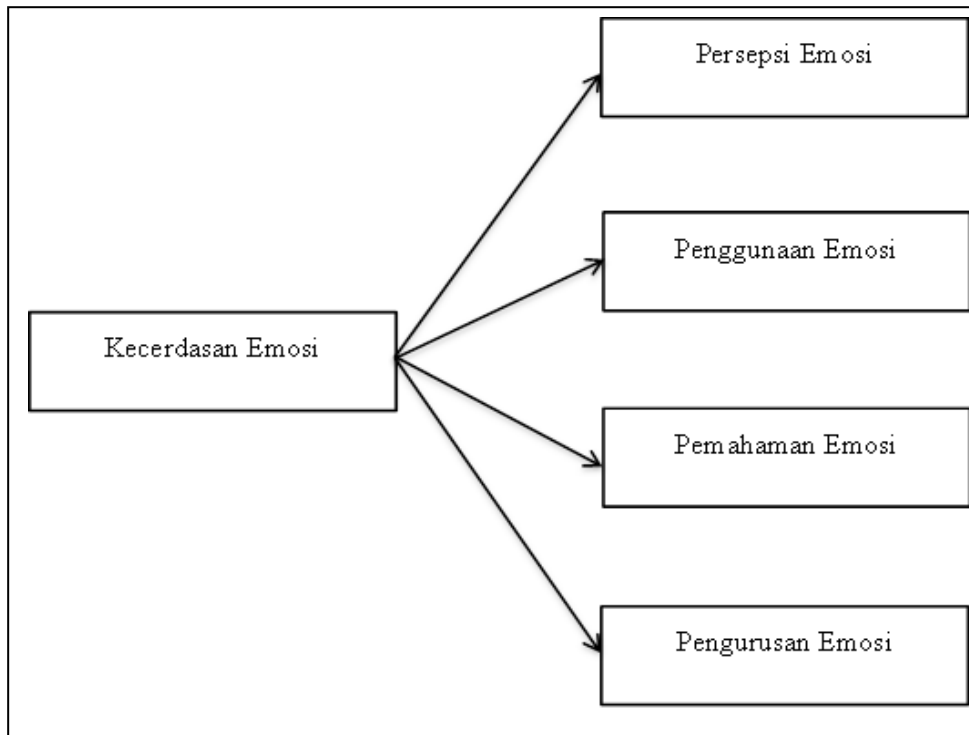 Persepsi Emosi
Penggunaan Emosi
Kecerdasan Emosi
Pemahaman Emosi
Pengurusan Emosi